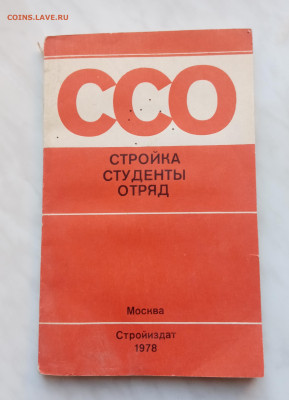 COINS.LAVE.RU
ССО
СТРОЙКА
СТУДЕНТЫ
ОТРЯД
Москва
Стройиздат
1978